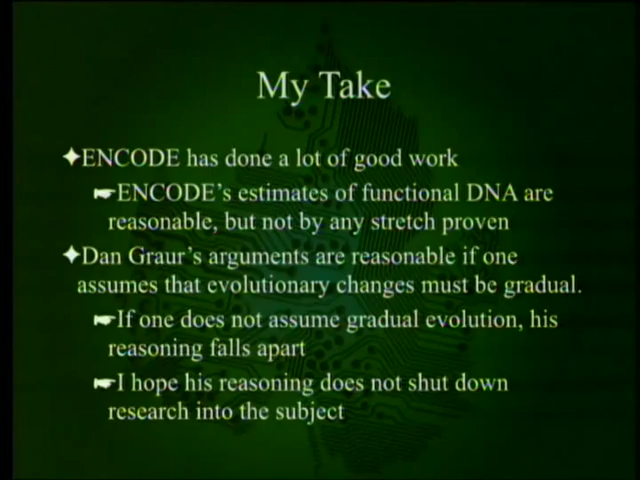 My Take
ENCODE has done a lot of good work
ENCODE's estimates of functional DNA are
reasonable, but not by any stretch proven
Dan Graur's arguments are reasonable if one
assumes that evolutionary changes must be gradual.
If one does not assume gradual evolution, his
reasoning falls apart
I hope his reasoning does not shut down
research into the subject